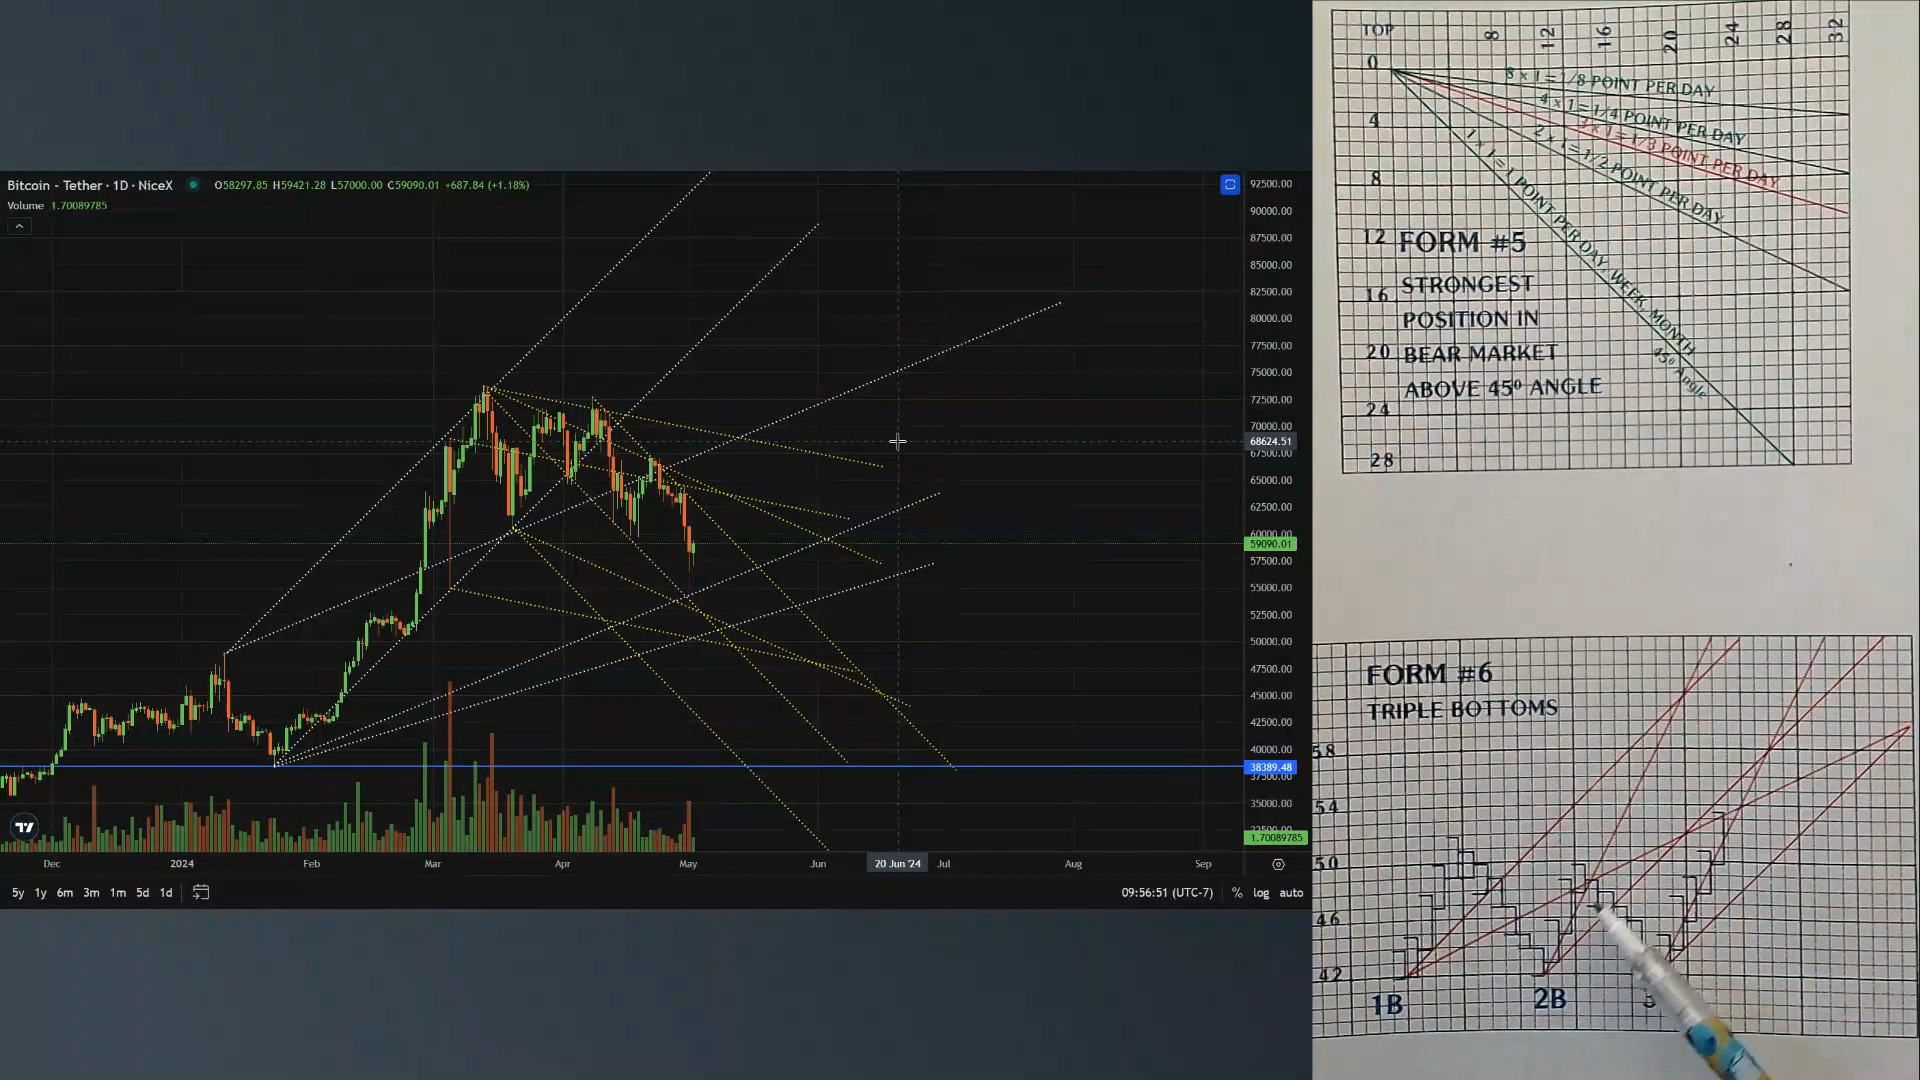 Bitcoin - Tether · 1D · NiceX O58297.85 H59421.28 L57000.00 C59090.01 +687.84 (+1.18%)
Volume 1.70089785
92500.00
90000.00
87500.00
85000.00
82500.00
80000.00
77500.00
75000.00
72500.00
70000.00
68624.51
67500.00
65000.00
62500.00
60000.00
59090.01
57500.00
55000.00
52500.00
50000.00
47500.00
45000.00
42500.00
40000.00
38389.48
37500.00
35000.00
1.70089785
Dec 2024 Feb Mar Apr May Jun 20 Jun '24 Jul Aug Sep
5y 1y 6m 3m 1m 5d 1d 09:56:51 (UTC-7) % log auto
TOP 8 12 16 20 24 28 32
0
8 x 1 = 1/8 POINT PER DAY
4 x 1 = 1/4 POINT PER DAY
3 x 1 = 1/3 POINT PER DAY
2 x 1 = 1/2 POINT PER DAY
1 x 1 = 1 POINT PER DAY, WEEK, MONTH
45º Angle
4
8
12 FORM #5
16 STRONGEST
POSITION IN
20 BEAR MARKET
ABOVE 45º ANGLE
24
28
FORM #6
TRIPLE BOTTOMS
58
54
50
46
42
1B 2B